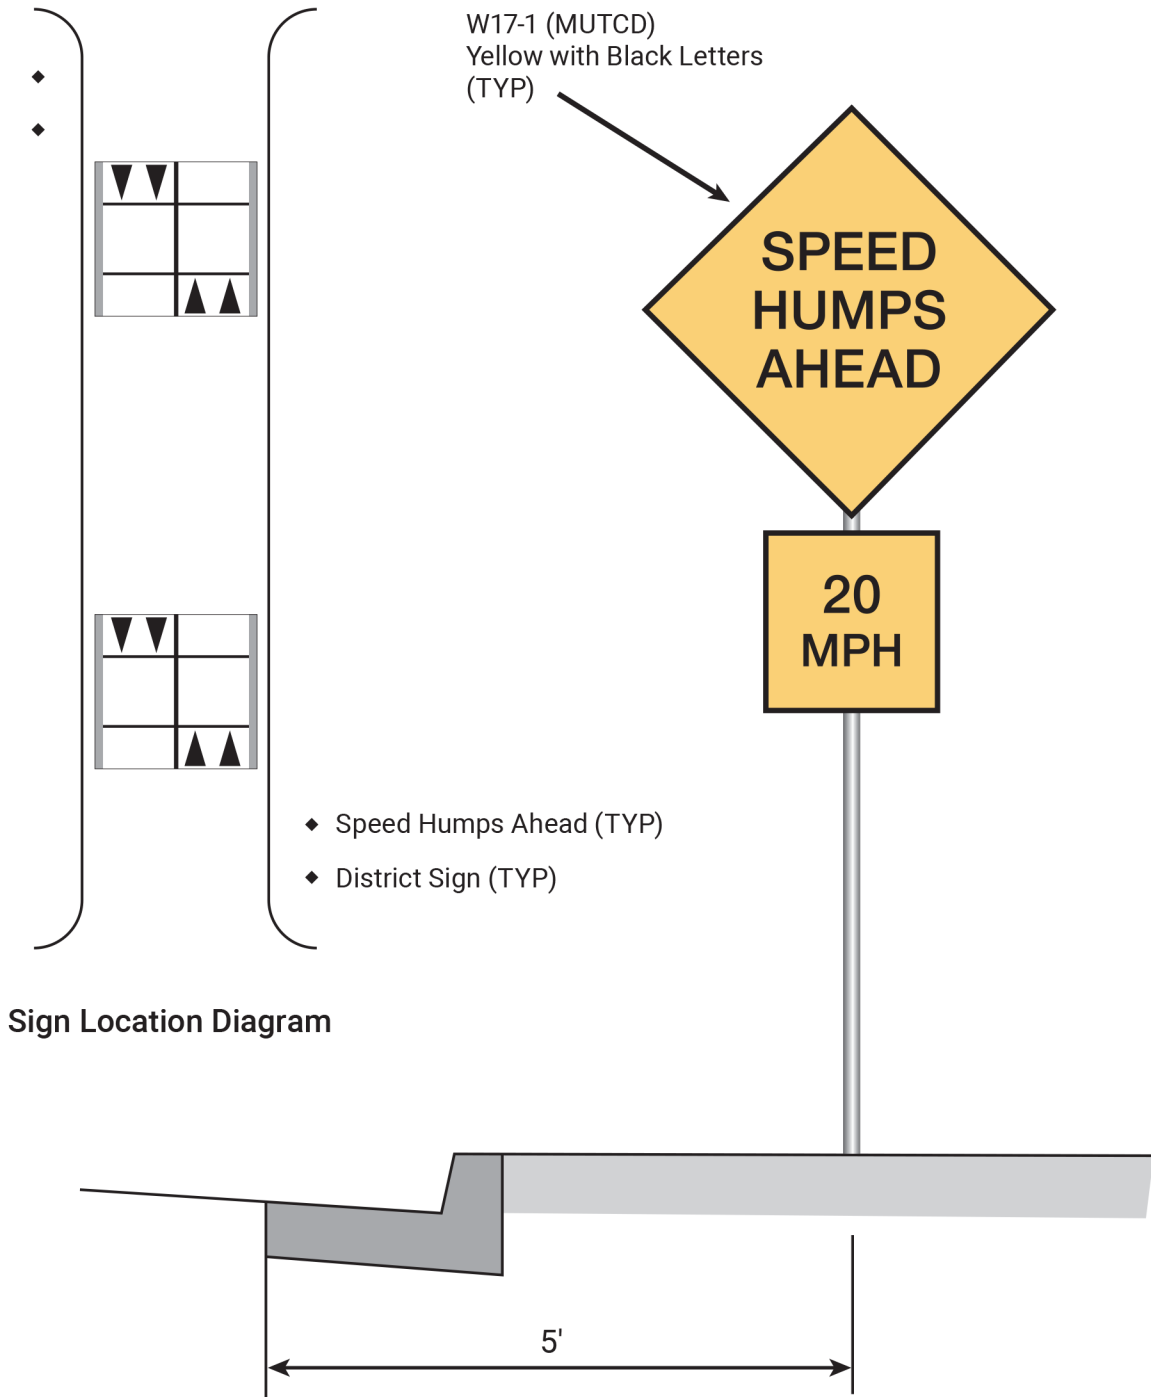 W17-1 (MUTCD)
Yellow with Black Letters
(TYP)
SPEED
HUMPS
AHEAD
20
MPH
Speed Humps Ahead (TYP)
District Sign (TYP)
Sign Location Diagram
5'